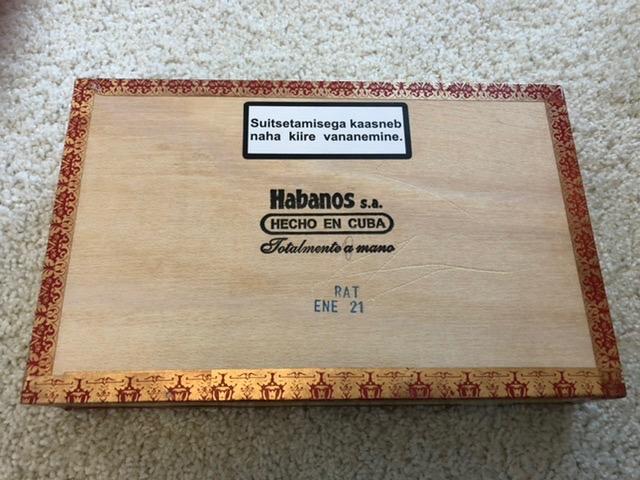 Suitsetamisega kaasneb
naha kiire vananemine.
Habanos s.a.
HECHO EN CUBA
Totalmente a mano
RAT
ENE 21